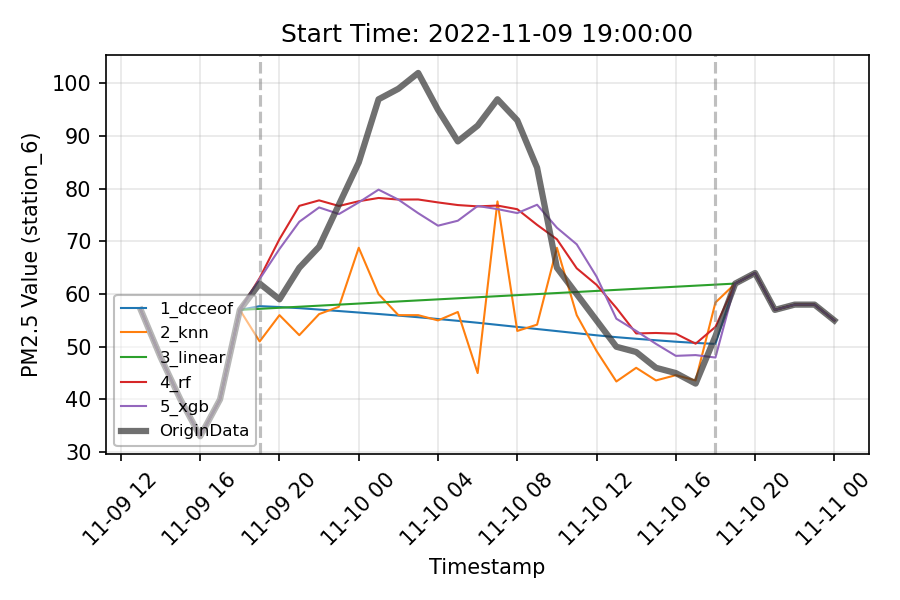 Start Time: 2022-11-09 19:00:00
PM2.5 Value (station_6)
100
90
80
70
60
50
40
30
1_dcceof
2_knn
3_linear
4_rf
5_xgb
OriginData
11-09 12
11-09 16
11-09 20
11-10 00
11-10 04
11-10 08
11-10 12
11-10 16
11-10 20
11-11 00
Timestamp